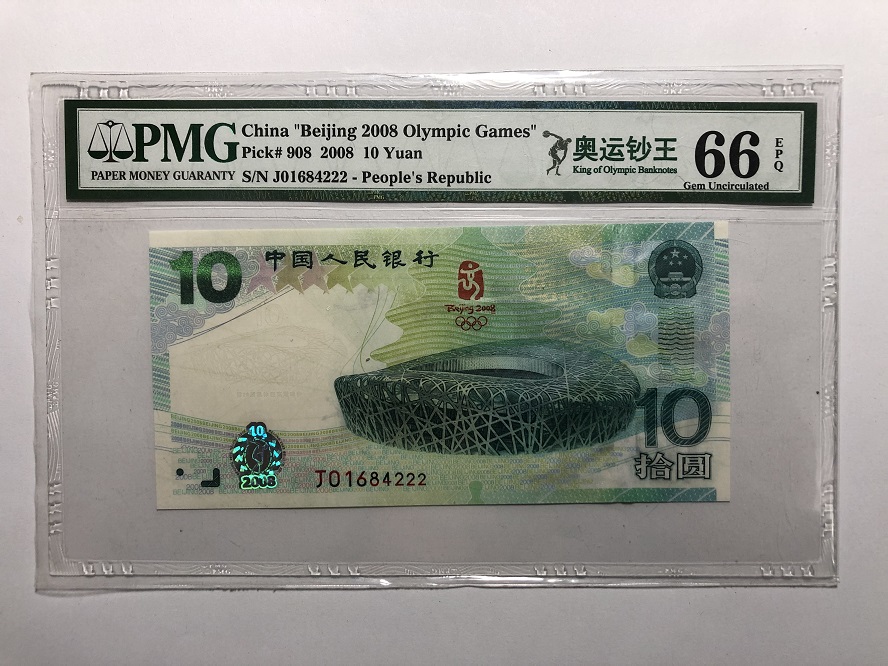 PMG
PAPER MONEY GUARANTY
China "Beijing 2008 Olympic Games"
Pick# 908 2008 10 Yuan
S/N J01684222 - People's Republic
奥运钞王
King of Olympic Banknotes
66
EPQ
Gem Uncirculated
10
中国人民银行
Beijing 2008
10
拾圆
10
2008
J01684222